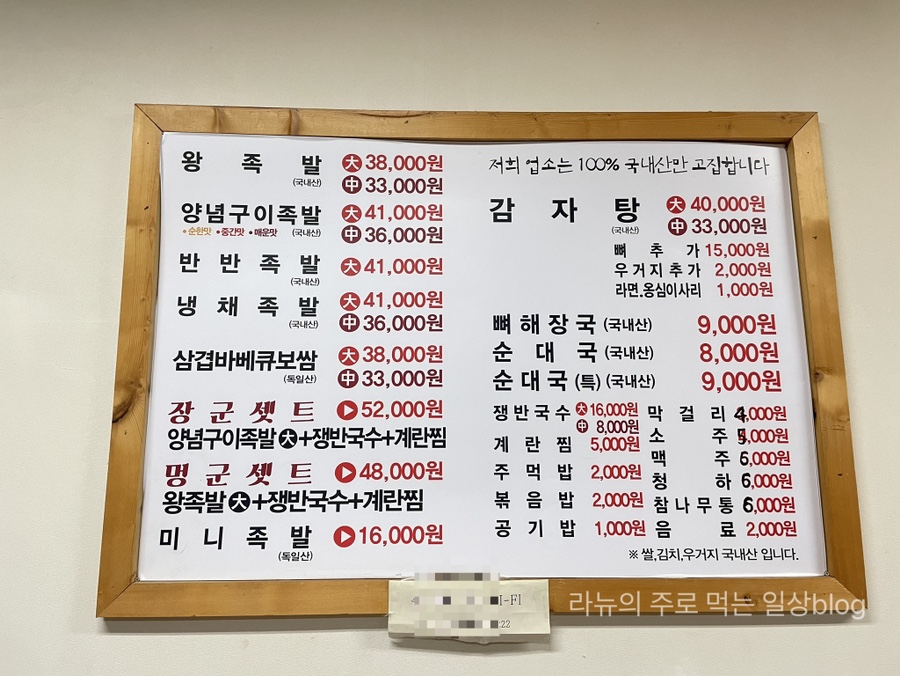 왕 족 발 大 38,000원
(국내산) 中 33,000원
양념구이족발 大 41,000원
•순한맛 •중간맛 •매운맛 (국내산) 中 36,000원
반 반 족 발 大 41,000원
(국내산)
냉 채 족 발 大 41,000원
(국내산) 中 36,000원
삼겹바베큐보쌈 大 38,000원
(독일산) 中 33,000원
장 군 셋 트 52,000원
양념구이족발大+쟁반국수+계란찜
명 군 셋 트 48,000원
왕족발大+쟁반국수+계란찜
미 니 족 발 16,000원
(독일산)
저희 업소는 100% 국내산만 고집합니다
감 자 탕 大 40,000원
(국내산) 中 33,000원
뼈 추 가 15,000원
우거지추가 2,000원
라면.옹심이사리 1,000원
뼈해장국 (국내산) 9,000원
순 대 국 (국내산) 8,000원
순대국(특) (국내산) 9,000원
쟁반국수 大 16,000원
中 8,000원
계 란 찜 5,000원
주 먹 밥 2,000원
볶 음 밥 2,000원
공 기 밥 1,000원
막 걸 리 4,000원
소 주 5,000원
맥 주 6,000원
청 하 6,000원
참나무통 6,000원
음 료 2,000원
※ 쌀,김치,우거지 국내산 입니다.
I-FI
:22
라뉴의 주로 먹는 일상blog